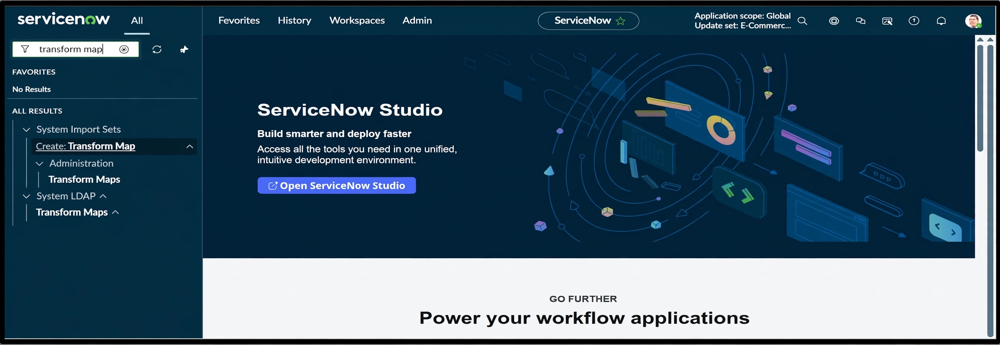 servicenow
All
Fevorites
History
Workspaces
Admin
ServiceNow
Application scope: Global
Update set: E-Commerc...
transform map
FAVORITES
No Results
ALL RESULTS
System Import Sets
Create: Transform Map
Administration
Transform Maps
System LDAP
Transform Maps
ServiceNow Studio
Build smarter and deploy faster
Access all the tools you need in one unified,
intuitive development environment.
Open ServiceNow Studio
GO FURTHER
Power your workflow applications